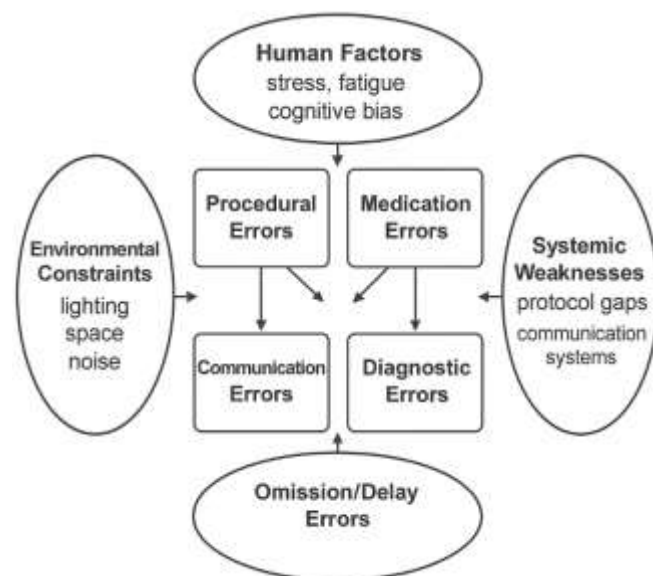 Human Factors
stress, fatigue
cognitive bias
Procedural
Errors
Medication
Errors
Environmental
Constraints
lighting
space
noise
Systemic
Weaknesses
protocol gaps
communication
systems
Communication
Errors
Diagnostic
Errors
Omission/Delay
Errors